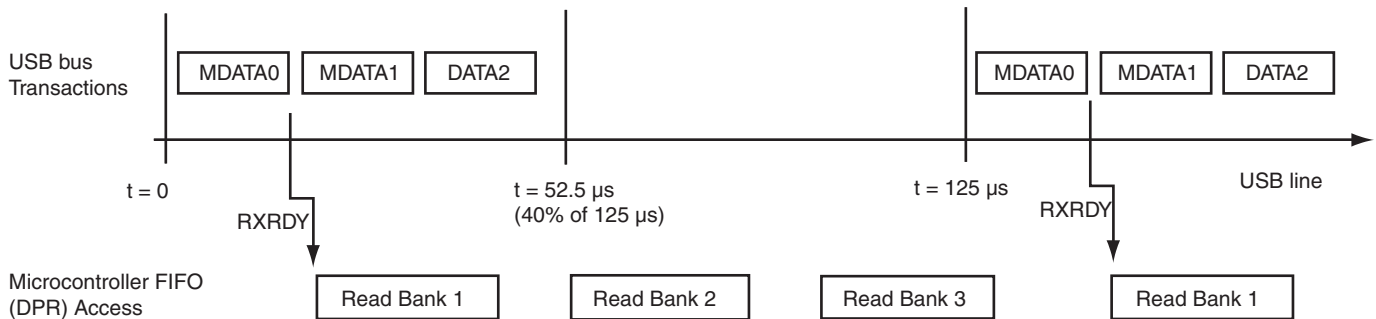 USB bus
Transactions
MDATA0
MDATA1
DATA2
MDATA0
MDATA1
DATA2
t = 0
t = 52.5 µs
(40% of 125 µs)
t = 125 µs
USB line
RXRDY
RXRDY
Microcontroller FIFO
(DPR) Access
Read Bank 1
Read Bank 2
Read Bank 3
Read Bank 1